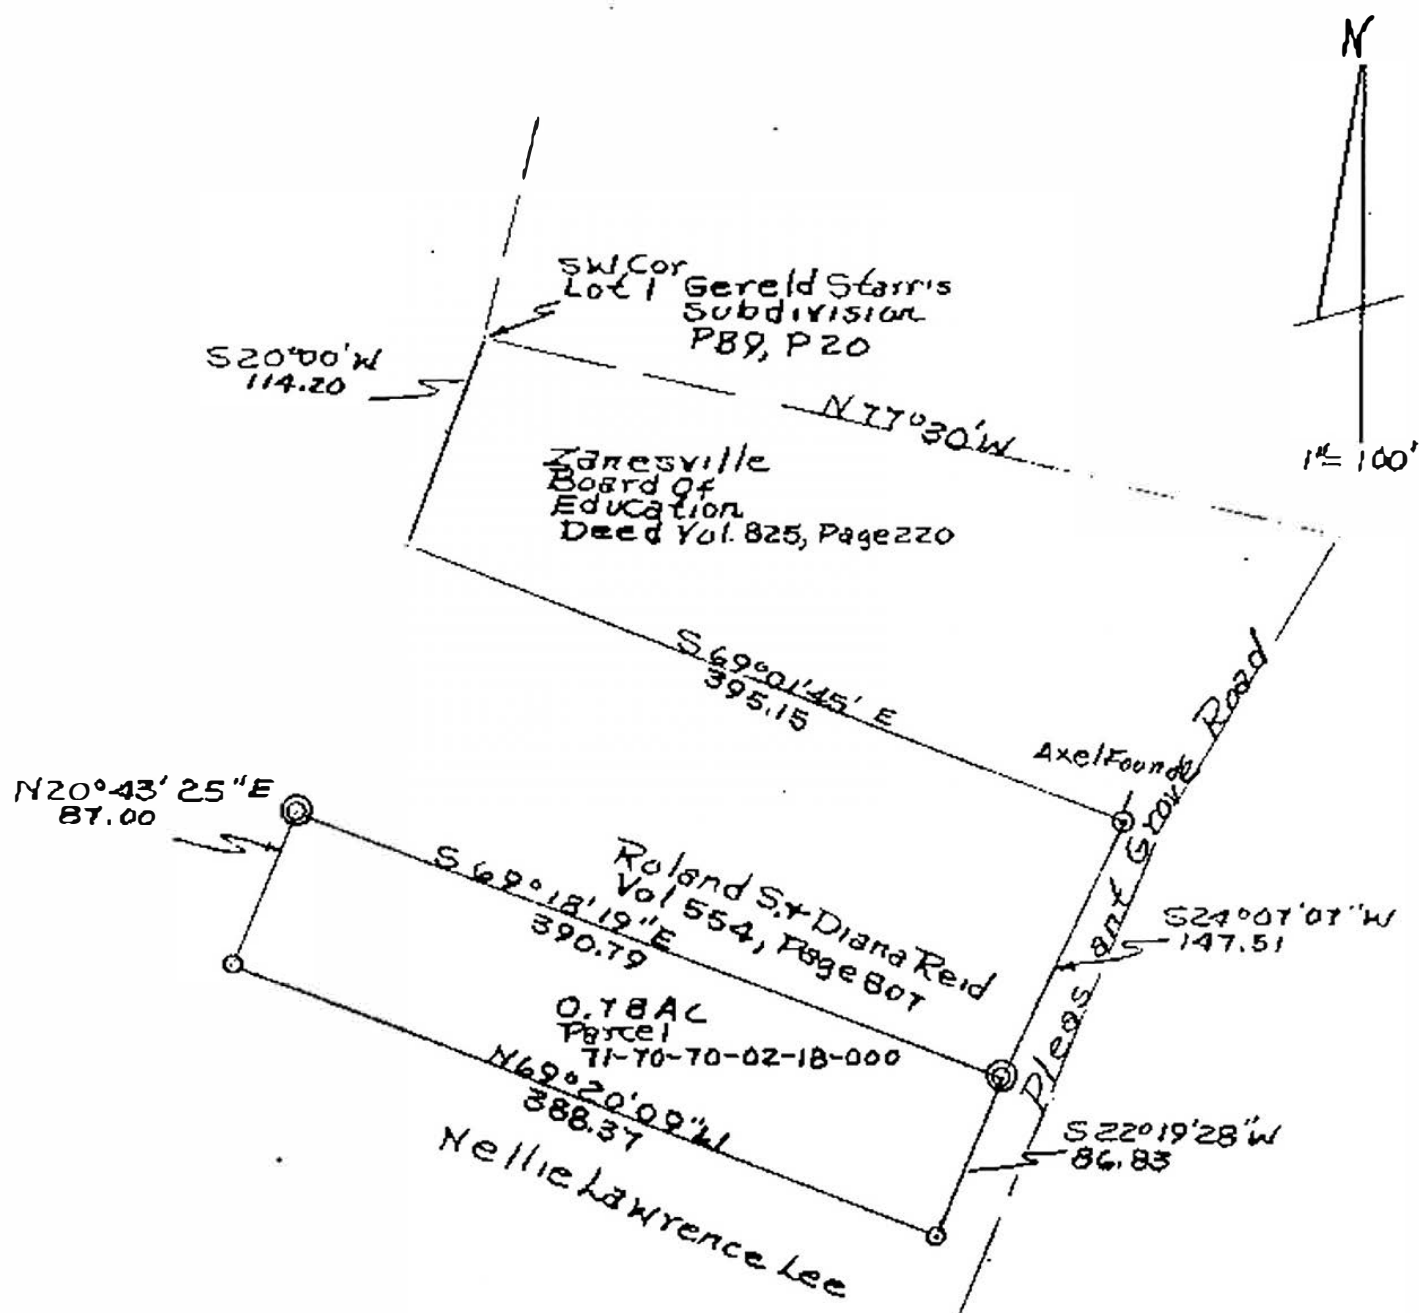 N
SW Cor
Lot 1 Gereld Starr's
Subdivision
PB9, P20
S20°00'W
114.20
N77°30'W
1"=100'
Zanesville
Board Of
Education
Deed Vol. 825, Page 220
S69°01'45' E
395.15
Axel Found
Pleasant Grove Road
N20°43'25"E
87.00
Roland S. & Diana Reid
Vol 554, Page 807
S69°18'19"E
390.79
S24°07'07"W
147.51
0.78 AC
Parcel
71-70-70-02-18-000
N69°20'09"W
388.37
S22°19'28"W
86.83
Nellie Lawrence Lee